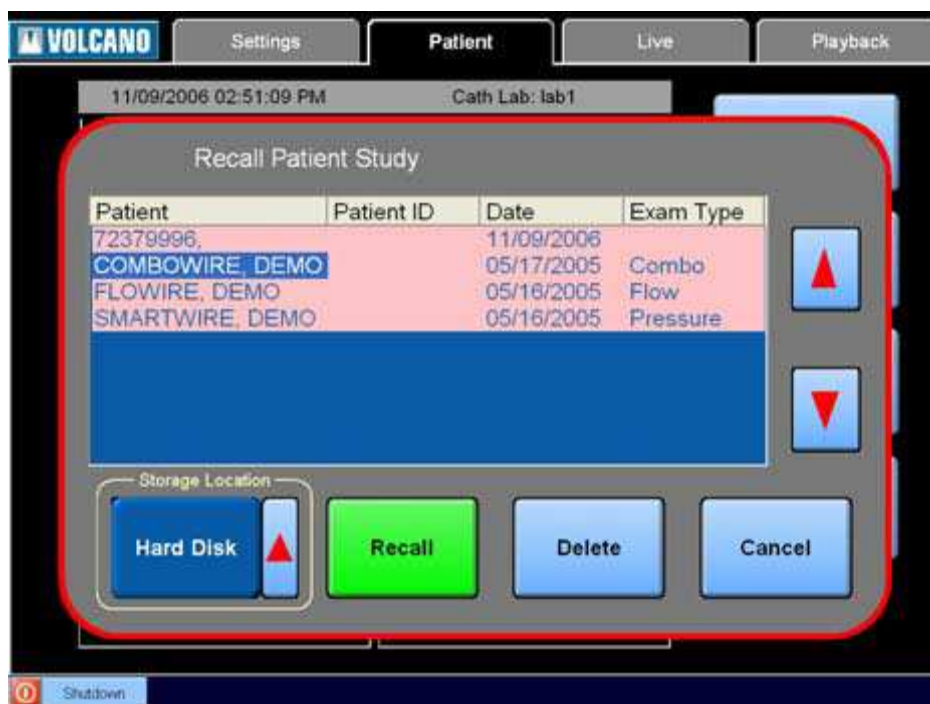 VOLCANO Settings Patient Live Playback
11/09/2006 02:51:09 PM Cath Lab: lab1
Recall Patient Study
Patient Patient ID Date Exam Type
72379996, 11/09/2006
COMBOWIRE, DEMO 05/17/2005 Combo
FLOWIRE, DEMO 05/16/2005 Flow
SMARTWIRE, DEMO 05/16/2005 Pressure
Storage Location
Hard Disk Recall Delete Cancel
Shutdown